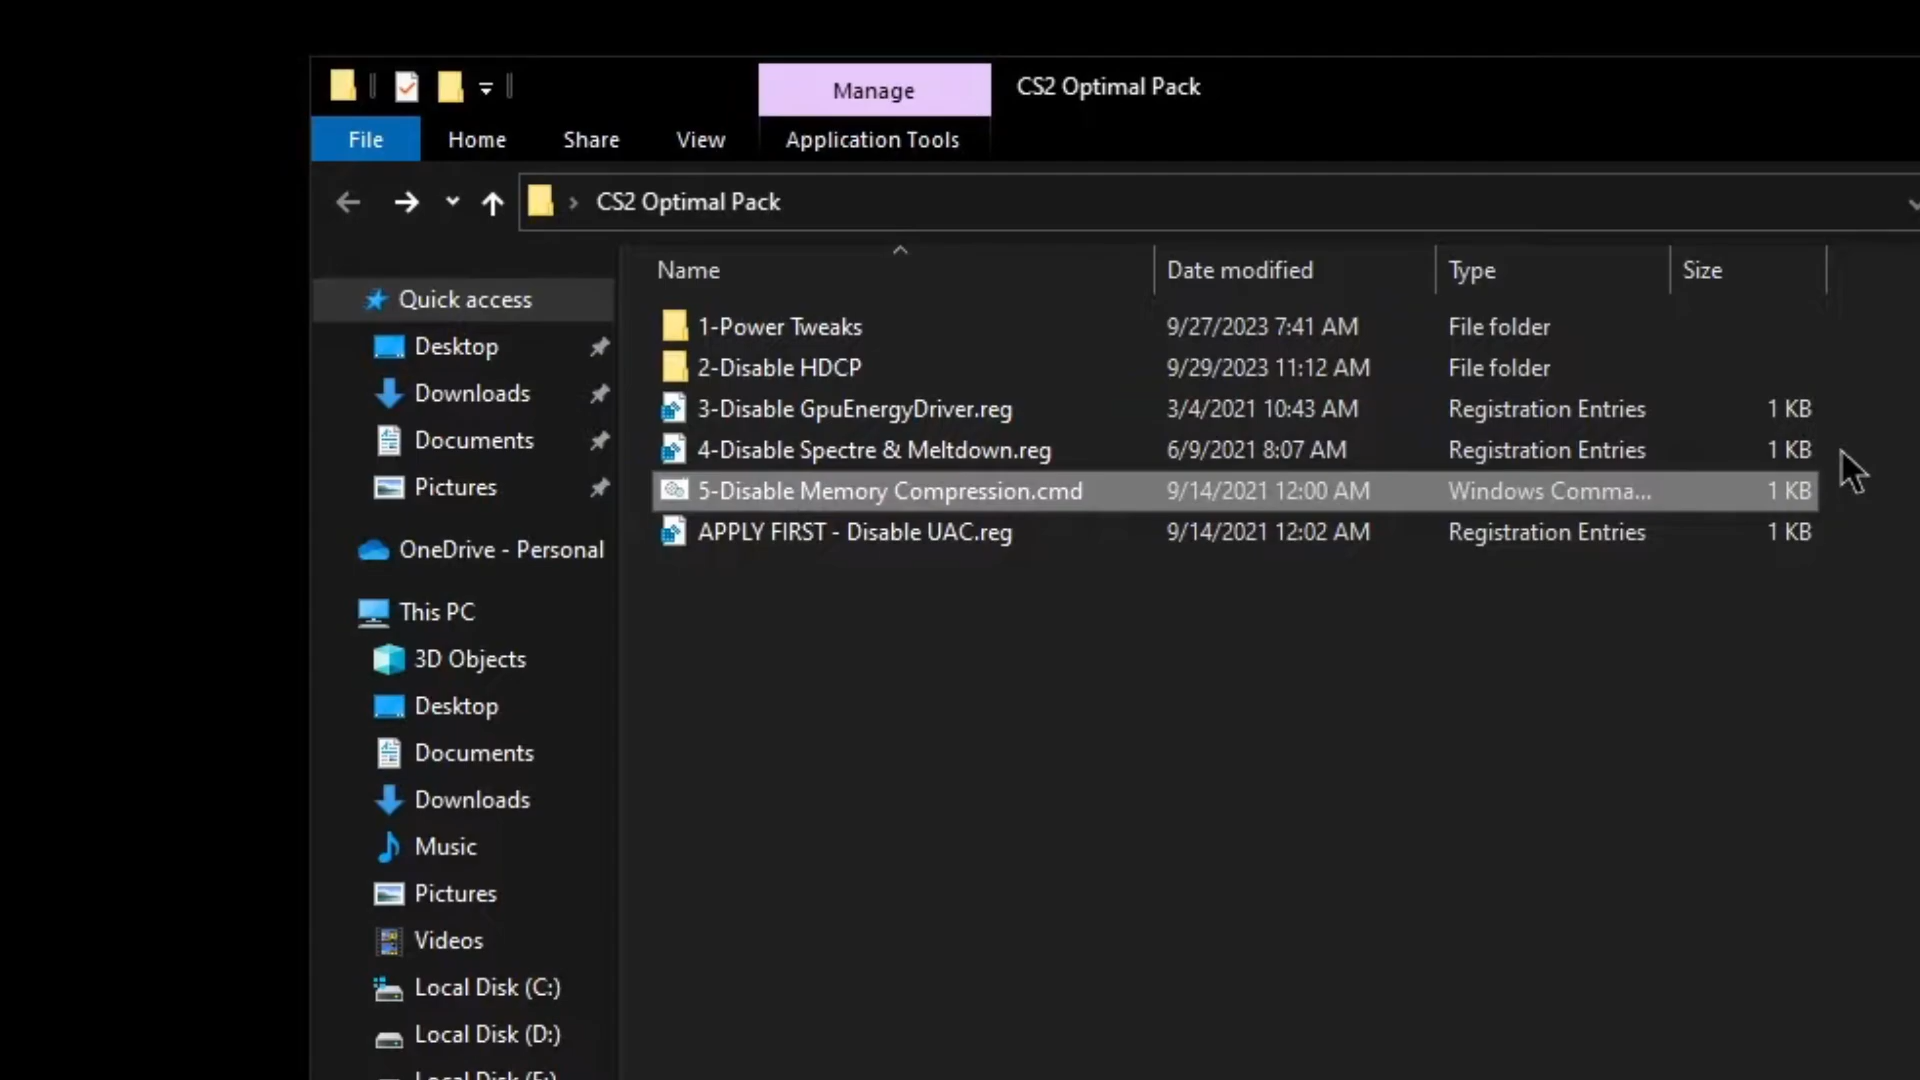 Manage
CS2 Optimal Pack
File
Home
Share
View
Application Tools
CS2 Optimal Pack
Name
Date modified
Type
Size
Quick access
Desktop
Downloads
Documents
Pictures
OneDrive - Personal
This PC
3D Objects
Desktop
Documents
Downloads
Music
Pictures
Videos
Local Disk (C:)
Local Disk (D:)
1-Power Tweaks 9/27/2023 7:41 AM File folder
2-Disable HDCP 9/29/2023 11:12 AM File folder
3-Disable GpuEnergyDriver.reg 3/4/2021 10:43 AM Registration Entries 1 KB
4-Disable Spectre & Meltdown.reg 6/9/2021 8:07 AM Registration Entries 1 KB
5-Disable Memory Compression.cmd 9/14/2021 12:00 AM Windows Comma... 1 KB
APPLY FIRST - Disable UAC.reg 9/14/2021 12:02 AM Registration Entries 1 KB